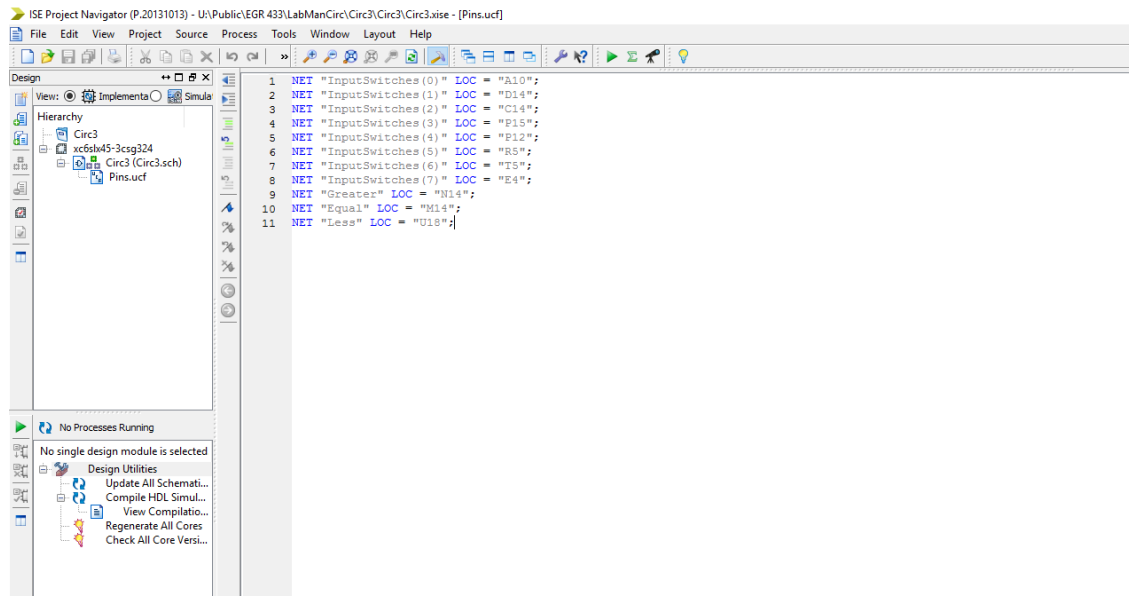 ISE Project Navigator (P.20131013) - U:\Public\EGR 433\LabManCirc\Circ3\Circ3\Circ3.xise - [Pins.ucf]
File Edit View Project Source Process Tools Window Layout Help
»
Design
View: Implementa Simula
Hierarchy
Circ3
xc6slx45-3csg324
Circ3 (Circ3.sch)
Pins.ucf
No Processes Running
No single design module is selected
Design Utilities
Update All Schemati...
Compile HDL Simul...
View Compilatio...
Regenerate All Cores
Check All Core Versi...
1 NET "InputSwitches(0)" LOC = "A10";
2 NET "InputSwitches(1)" LOC = "D14";
3 NET "InputSwitches(2)" LOC = "C14";
4 NET "InputSwitches(3)" LOC = "P15";
5 NET "InputSwitches(4)" LOC = "P12";
6 NET "InputSwitches(5)" LOC = "R5";
7 NET "InputSwitches(6)" LOC = "T5";
8 NET "InputSwitches(7)" LOC = "E4";
9 NET "Greater" LOC = "N14";
10 NET "Equal" LOC = "M14";
11 NET "Less" LOC = "U18";